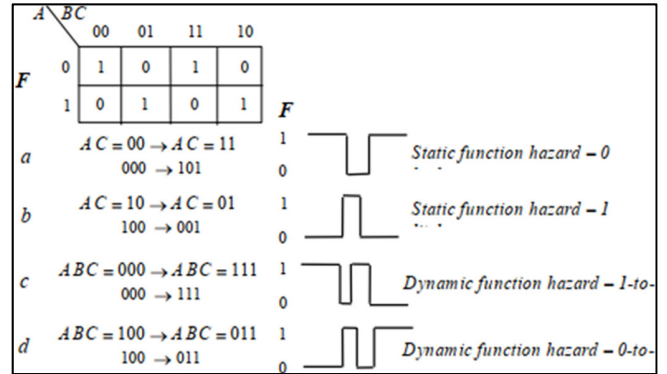 A BC
00 01 11 10
F
0 1 0 1 0
1 0 1 0 1
F
a AC = 00 → AC = 11 1
000 → 101 0
Static function hazard – 0
b AC = 10 → AC = 01 1
100 → 001 0
Static function hazard – 1
c ABC = 000 → ABC = 111 1
000 → 111 0
Dynamic function hazard – 1-to-
d ABC = 100 → ABC = 011 1
100 → 011 0
Dynamic function hazard – 0-to-